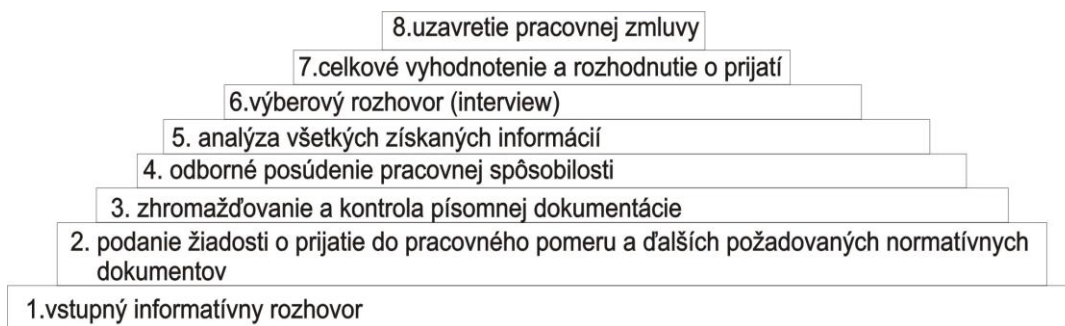 8.uzavretie pracovnej zmluvy
7.celkové vyhodnotenie a rozhodnutie o prijatí
6.výberový rozhovor (interview)
5. analýza všetkých získaných informácií
4. odborné posúdenie pracovnej spôsobilosti
3. zhromažďovanie a kontrola písomnej dokumentácie
2. podanie žiadosti o prijatie do pracovného pomeru a ďalších požadovaných normatívnych
dokumentov
1.vstupný informatívny rozhovor